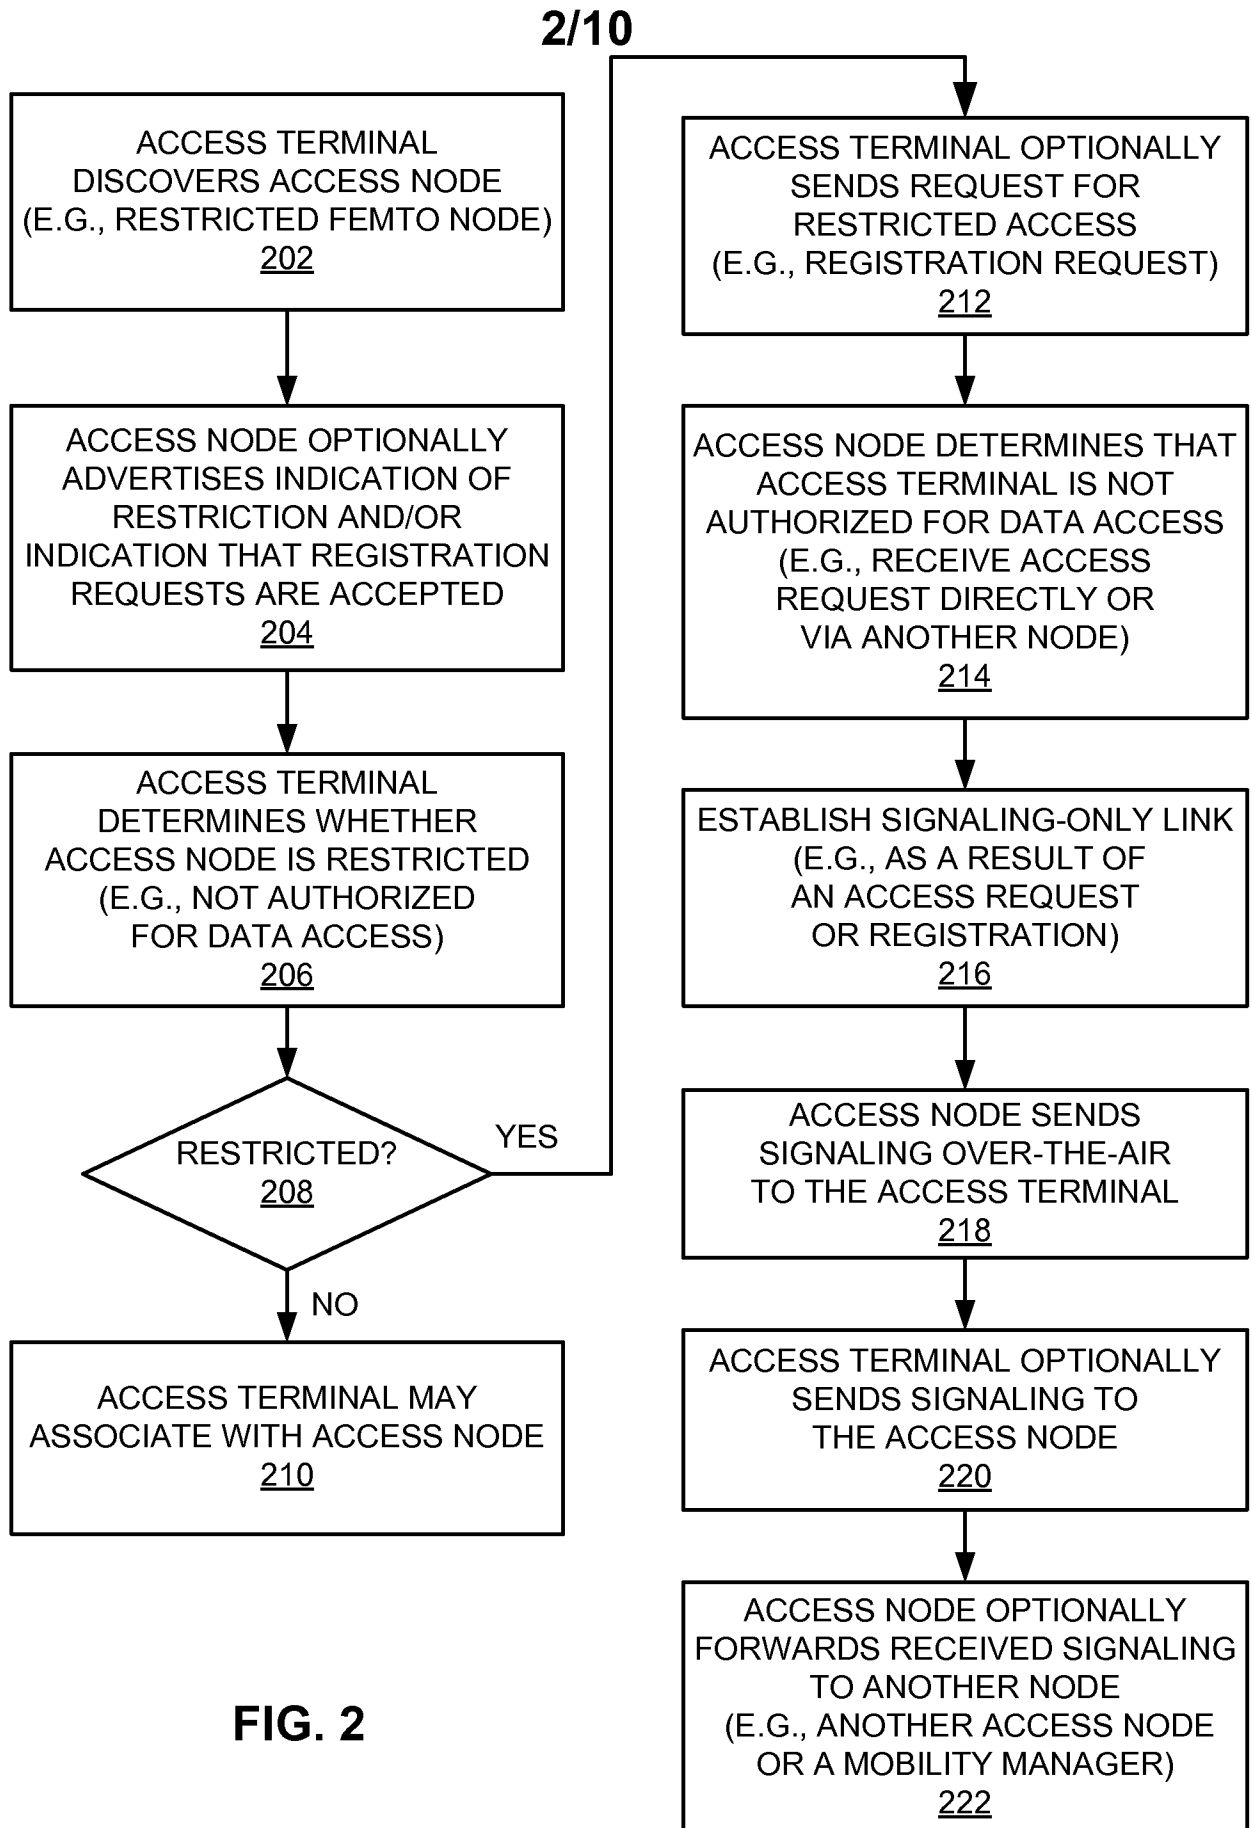 2/10
ACCESS TERMINAL
DISCOVERS ACCESS NODE
(E.G., RESTRICTED FEMTO NODE)
202
ACCESS NODE OPTIONALLY
ADVERTISES INDICATION OF
RESTRICTION AND/OR
INDICATION THAT REGISTRATION
REQUESTS ARE ACCEPTED
204
ACCESS TERMINAL
DETERMINES WHETHER
ACCESS NODE IS RESTRICTED
(E.G., NOT AUTHORIZED
FOR DATA ACCESS)
206
RESTRICTED?
208
YES
NO
ACCESS TERMINAL MAY
ASSOCIATE WITH ACCESS NODE
210
ACCESS TERMINAL OPTIONALLY
SENDS REQUEST FOR
RESTRICTED ACCESS
(E.G., REGISTRATION REQUEST)
212
ACCESS NODE DETERMINES THAT
ACCESS TERMINAL IS NOT
AUTHORIZED FOR DATA ACCESS
(E.G., RECEIVE ACCESS
REQUEST DIRECTLY OR
VIA ANOTHER NODE)
214
ESTABLISH SIGNALING-ONLY LINK
(E.G., AS A RESULT OF
AN ACCESS REQUEST
OR REGISTRATION)
216
ACCESS NODE SENDS
SIGNALING OVER-THE-AIR
TO THE ACCESS TERMINAL
218
ACCESS TERMINAL OPTIONALLY
SENDS SIGNALING TO
THE ACCESS NODE
220
ACCESS NODE OPTIONALLY
FORWARDS RECEIVED SIGNALING
TO ANOTHER NODE
(E.G., ANOTHER ACCESS NODE
OR A MOBILITY MANAGER)
222
FIG. 2